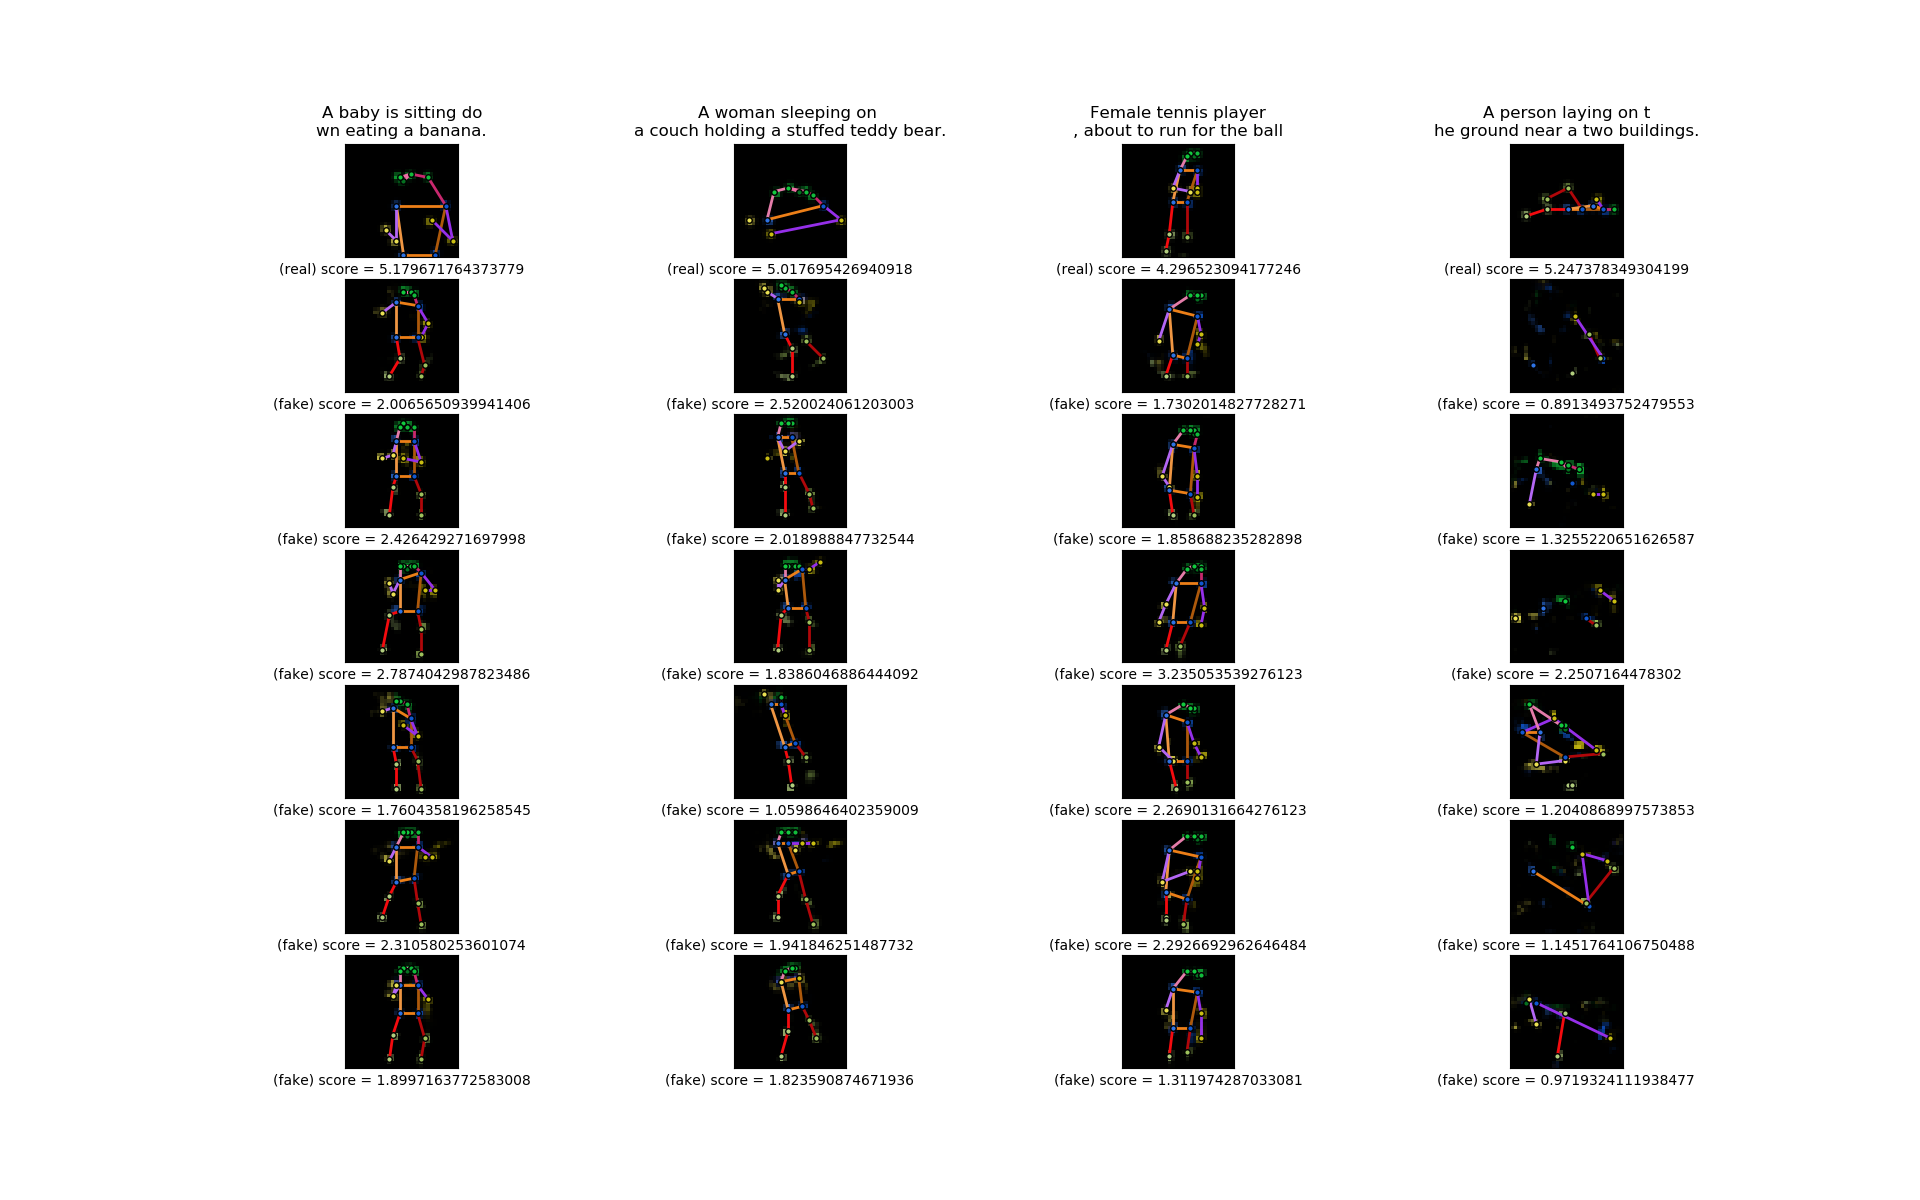 A baby is sitting do
wn eating a banana.
A woman sleeping on
a couch holding a stuffed teddy bear.
Female tennis player
, about to run for the ball
A person laying on t
he ground near a two buildings.
(real) score = 5.179671764373779
(real) score = 5.017695426940918
(real) score = 4.296523094177246
(real) score = 5.247378349304199
(fake) score = 2.0065650939941406
(fake) score = 2.520024061203003
(fake) score = 1.7302014827728271
(fake) score = 0.8913493752479553
(fake) score = 2.426429271697998
(fake) score = 2.018988847732544
(fake) score = 1.858688235282898
(fake) score = 1.3255220651626587
(fake) score = 2.7874042987823486
(fake) score = 1.8386046886444092
(fake) score = 3.235053539276123
(fake) score = 2.2507164478302
(fake) score = 1.7604358196258545
(fake) score = 1.0598646402359009
(fake) score = 2.2690131664276123
(fake) score = 1.2040868997573853
(fake) score = 2.310580253601074
(fake) score = 1.941846251487732
(fake) score = 2.2926692962646484
(fake) score = 1.1451764106750488
(fake) score = 1.8997163772583008
(fake) score = 1.823590874671936
(fake) score = 1.311974287033081
(fake) score = 0.9719324111938477